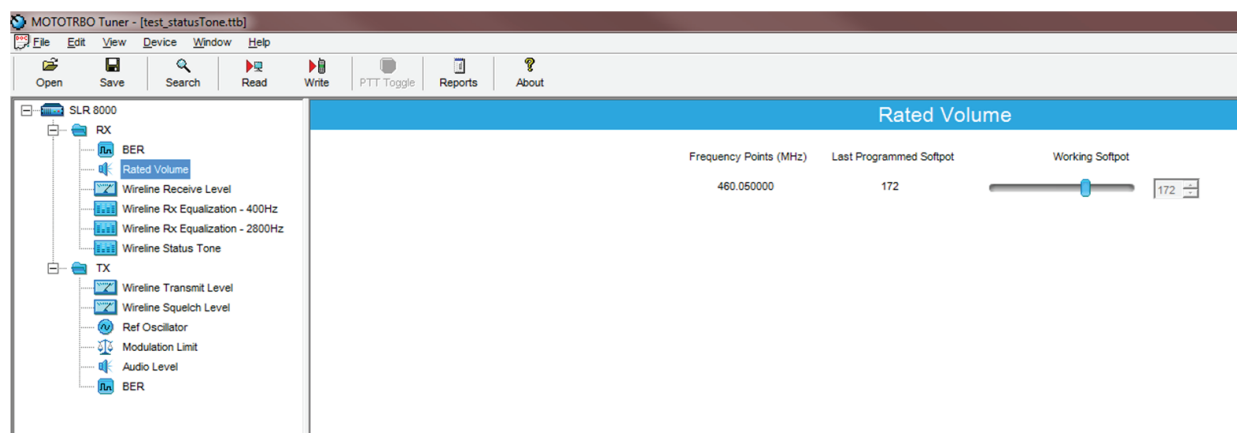 MOTOTRBO Tuner - [test_statusTone.ttb]
File Edit View Device Window Help
Open Save Search Read Write PTT Toggle Reports About
SLR 8000
RX
BER
Rated Volume
Wireline Receive Level
Wireline Rx Equalization - 400Hz
Wireline Rx Equalization - 2800Hz
Wireline Status Tone
TX
Wireline Transmit Level
Wireline Squelch Level
Ref Oscillator
Modulation Limit
Audio Level
BER
Rated Volume
Frequency Points (MHz) Last Programmed Softpot Working Softpot
460.050000 172 172